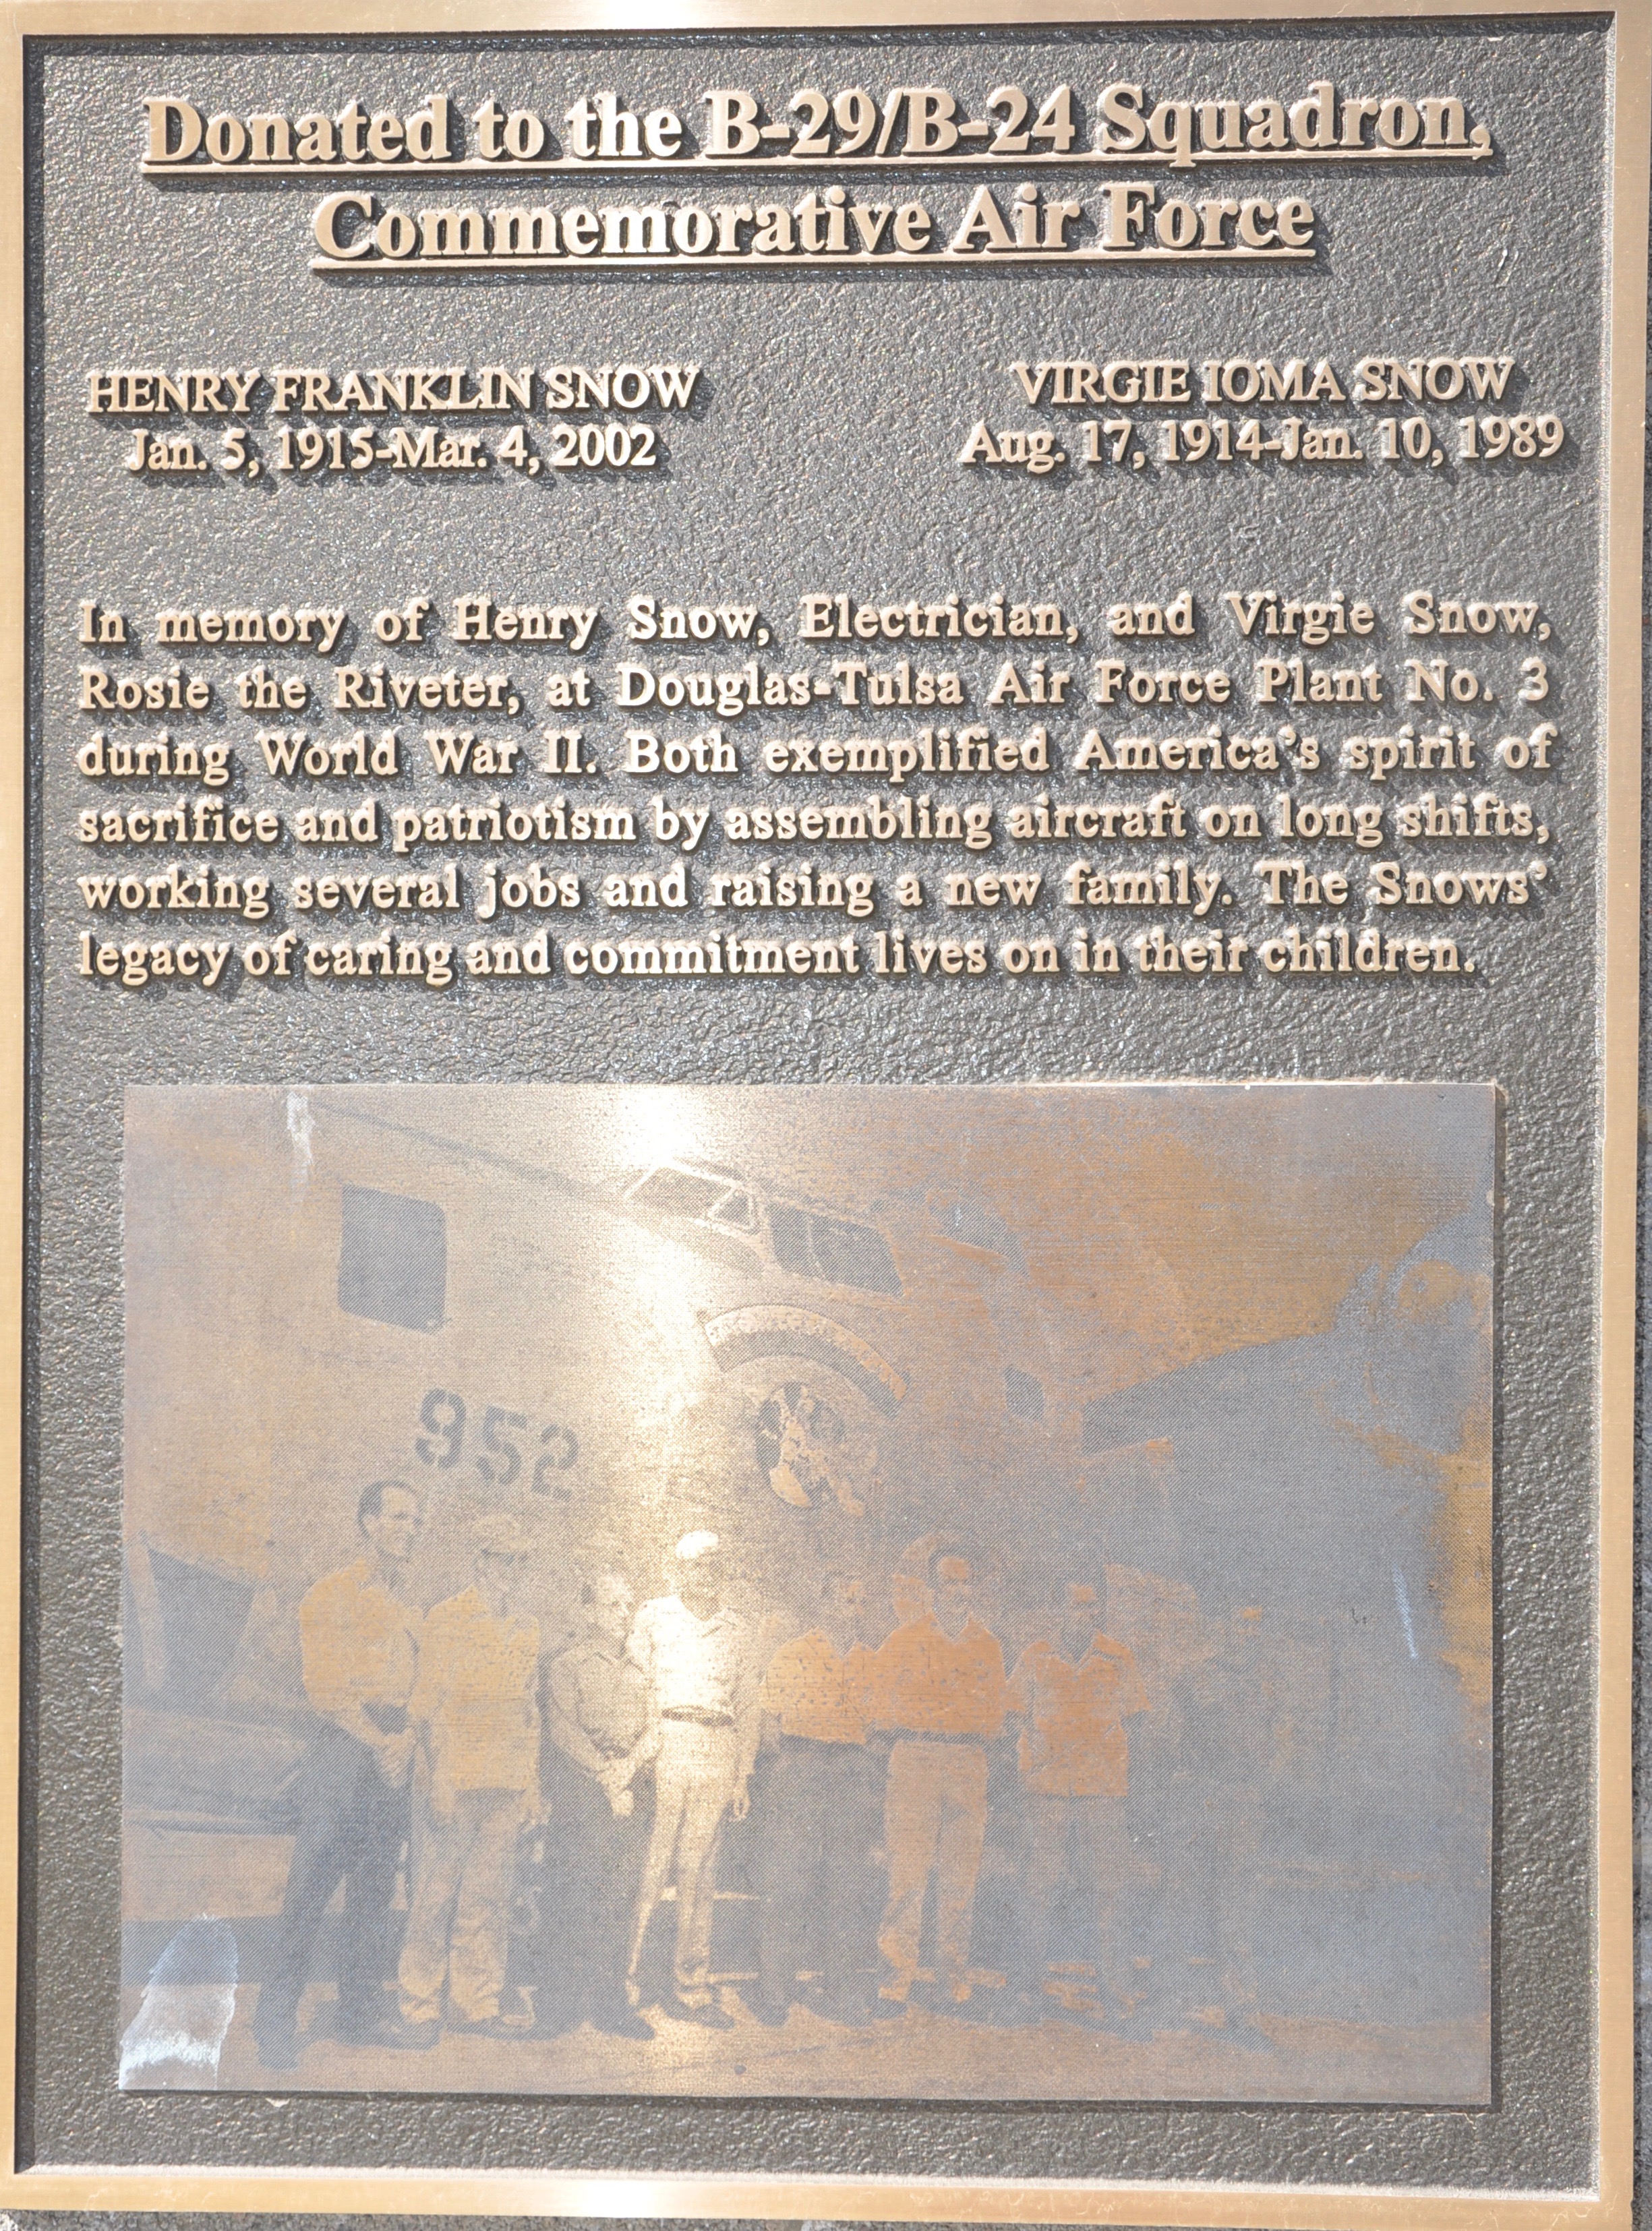 Donated to the B-29/B-24 Squadron,
Commemorative Air Force
HENRY FRANKLIN SNOW
Jan. 5, 1915-Mar. 4, 2002
VIRGIE IOMA SNOW
Aug. 17, 1914-Jan. 10, 1989
In memory of Henry Snow, Electrician, and Virgie Snow,
Rosie the Riveter, at Douglas-Tulsa Air Force Plant No. 3
during World War II. Both exemplified America's spirit of
sacrifice and patriotism by assembling aircraft on long shifts,
working several jobs and raising a new family. The Snows'
legacy of caring and commitment lives on in their children.
952